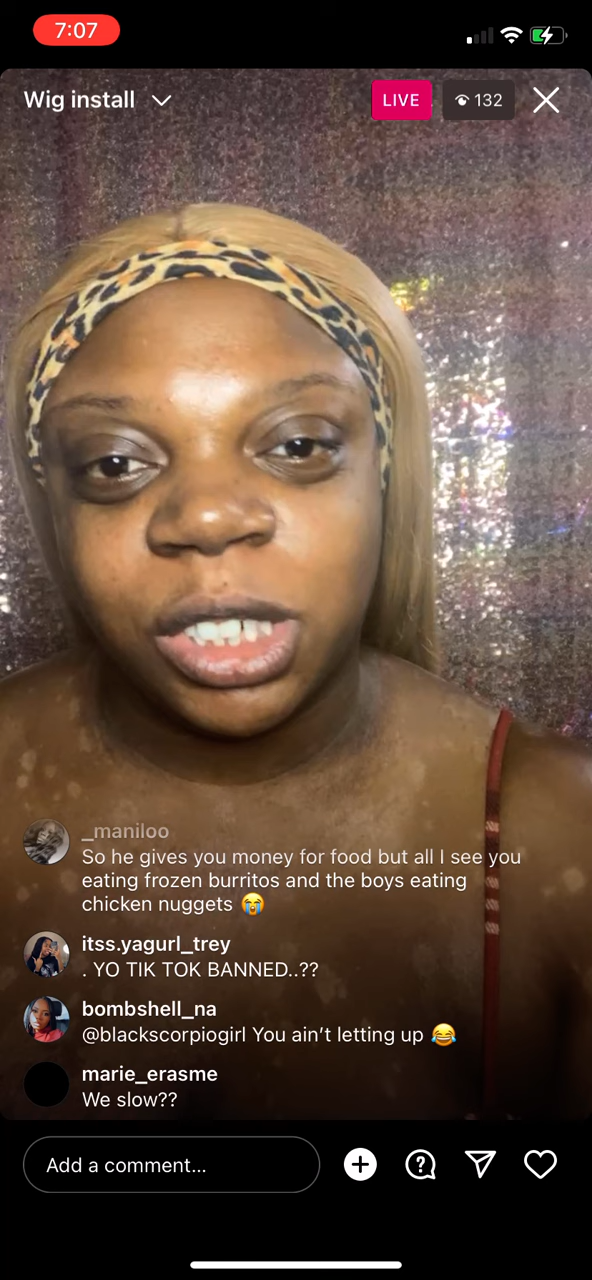 7:07
Wig install
LIVE
132
_maniloo
So he gives you money for food but all I see you
eating frozen burritos and the boys eating
chicken nuggets 😭
itss.yagurl_trey
. YO TIK TOK BANNED..??
bombshell_na
@blackscorpiogirl You ain’t letting up 😂
marie_erasme
We slow??
Add a comment...